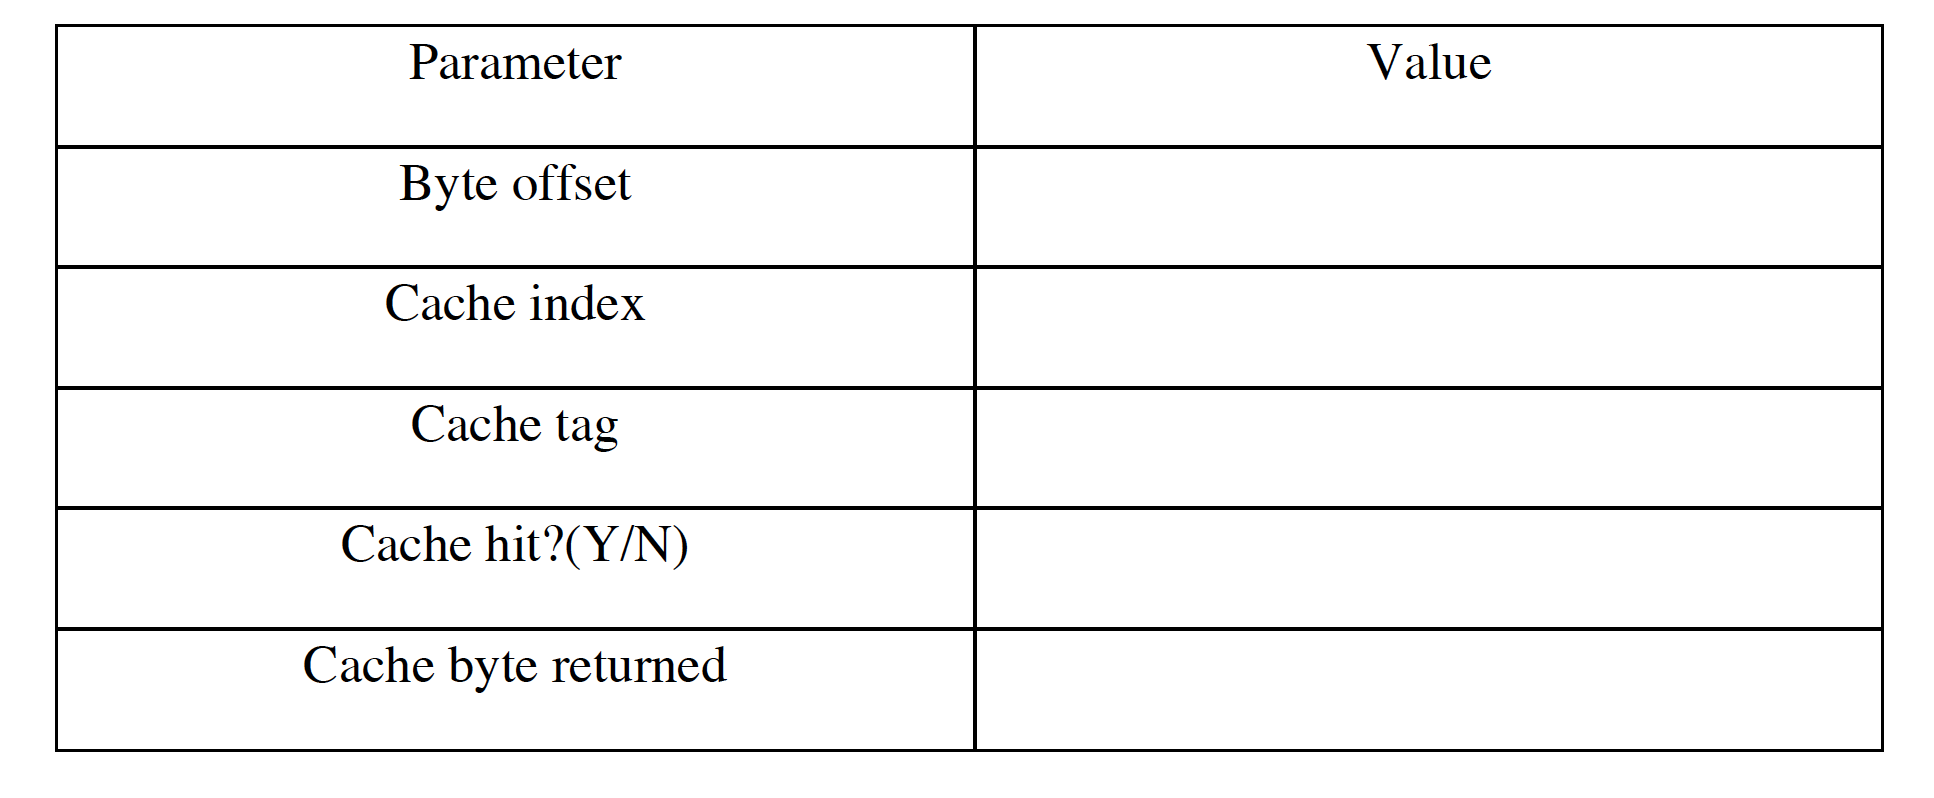 Parameter Value
Byte offset
Cache index
Cache tag
Cache hit?(Y/N)
Cache byte returned